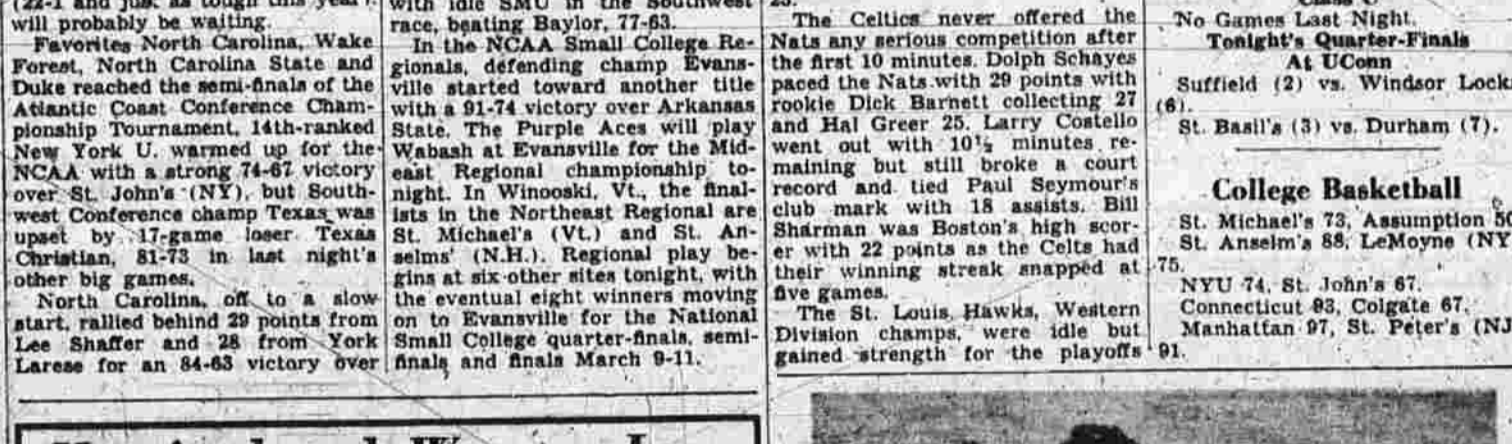 (22-1 and just as tough this year).
will probably be waiting.
Favorites North Carolina, Wake
Forest, North Carolina State and
Duke reached the semi-finals of the
Atlantic Coast Conference Cham-
pionship Tournament, 14th-ranked
New York U. warmed up for the
NCAA with a strong 74-67 victory
over St. John's (NY), but South-
west Conference champ Texas was
upset by 17-game loser Texas
Christian, 81-73 in last night's
other big games.
North Carolina, off to a slow
start, rallied behind 29 points from
Lee Shaffer and 28 from York
Larese for an 84-63 victory over
with idle SMU in the Southwest
race, beating Baylor, 77-63.
In the NCAA Small College Re-
gionals, defending champ Evans-
ville started toward another title
with a 91-74 victory over Arkansas
State. The Purple Aces will play
Wabash at Evansville for the Mid-
east Regional championship to-
night. In Winooski, Vt., the final-
ists in the Northeast Regional are
St. Michael's (Vt.) and St. An-
selms' (N.H.). Regional play be-
gins at six other sites tonight, with
the eventual eight winners moving
on to Evansville for the National
Small College quarter-finals, semi-
finals and finals March 9-11.
The Celtics never offered the
Nats any serious competition after
the first 10 minutes. Dolph Schayes
paced the Nats with 29 points with
rookie Dick Barnett collecting 27
and Hal Greer 25. Larry Costello
went out with 10½ minutes re-
maining but still broke a court
record and tied Paul Seymour's
club mark with 18 assists. Bill
Sharman was Boston's high scor-
er with 22 points as the Celts had
their winning streak snapped at
five games.
The St. Louis Hawks, Western
Division champs, were idle but
gained strength for the playoffs
No Games Last Night.
Tonight's Quarter-Finals
At UConn
Suffield (2) vs. Windsor Lock
(6).
St. Basil's (3) vs. Durham (7).
College Basketball
St. Michael's 73, Assumption
St. Anselm's 88, LeMoyne (NY
75.
NYU 74, St. John's 67.
Connecticut 93, Colgate 67.
Manhattan 97, St. Peter's (NJ
91.